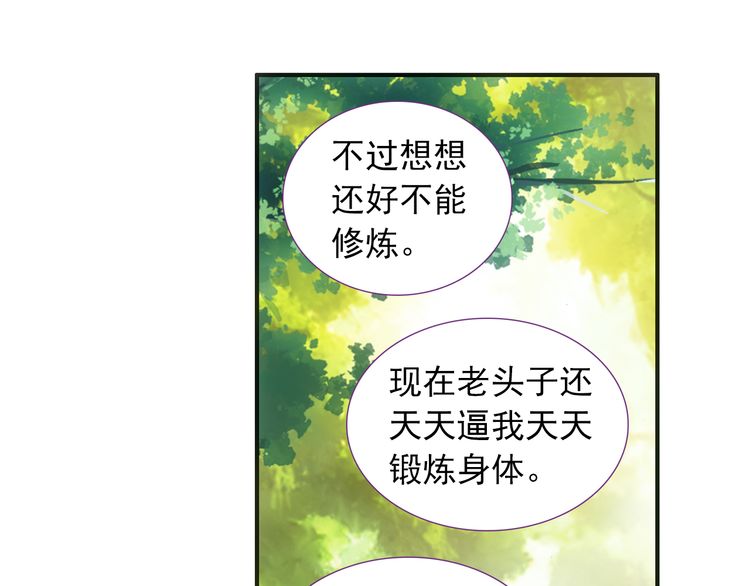 不过想想
还好不能
修炼。
现在老头子还
天天逼我天天
锻炼身体。